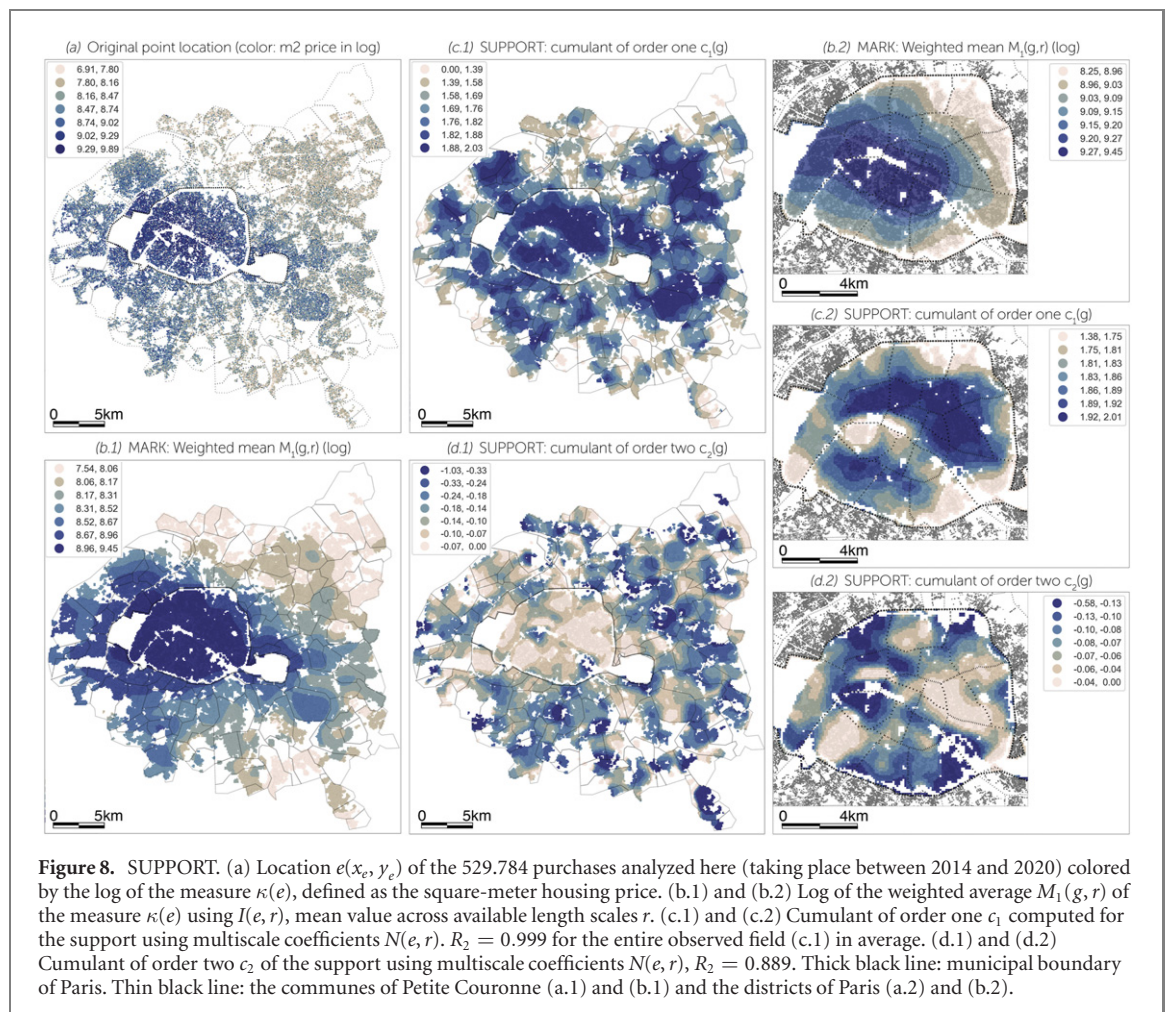 (a) Original point location (color: m2 price in log)
6.91, 7.80
7.80, 8.16
8.16, 8.47
8.47, 8.74
8.74, 9.02
9.02, 9.29
9.29, 9.89
0 5km
(c.1) SUPPORT: cumulant of order one c₁(g)
0.00, 1.39
1.39, 1.58
1.58, 1.69
1.69, 1.76
1.76, 1.82
1.82, 1.88
1.88, 2.03
0 5km
(b.2) MARK: Weighted mean M₁(g,r) (log)
8.25, 8.96
8.96, 9.03
9.03, 9.09
9.09, 9.15
9.15, 9.20
9.20, 9.27
9.27, 9.45
0 4km
(c.2) SUPPORT: cumulant of order one c₁(g)
1.38, 1.75
1.75, 1.81
1.81, 1.83
1.83, 1.86
1.86, 1.89
1.89, 1.92
1.92, 2.01
0 4km
(b.1) MARK: Weighted mean M₁(g,r) (log)
7.54, 8.06
8.06, 8.17
8.17, 8.31
8.31, 8.52
8.52, 8.67
8.67, 8.96
8.96, 9.45
0 5km
(d.1) SUPPORT: cumulant of order two c₂(g)
-1.03, -0.33
-0.33, -0.24
-0.24, -0.18
-0.18, -0.14
-0.14, -0.10
-0.10, -0.07
-0.07, 0.00
0 5km
(d.2) SUPPORT: cumulant of order two c₂(g)
-0.58, -0.13
-0.13, -0.10
-0.10, -0.08
-0.08, -0.07
-0.07, -0.06
-0.06, -0.04
-0.04, 0.00
0 4km
Figure 8. SUPPORT. (a) Location e(xₑ, yₑ) of the 529.784 purchases analyzed here (taking place between 2014 and 2020) colored
by the log of the measure κ(e), defined as the square-meter housing price. (b.1) and (b.2) Log of the weighted average M₁(g, r) of
the measure κ(e) using I(e, r), mean value across available length scales r. (c.1) and (c.2) Cumulant of order one c₁ computed for
the support using multiscale coefficients N(e, r). R₂ = 0.999 for the entire observed field (c.1) in average. (d.1) and (d.2)
Cumulant of order two c₂ of the support using multiscale coefficients N(e, r), R₂ = 0.889. Thick black line: municipal boundary
of Paris. Thin black line: the communes of Petite Couronne (a.1) and (b.1) and the districts of Paris (a.2) and (b.2).